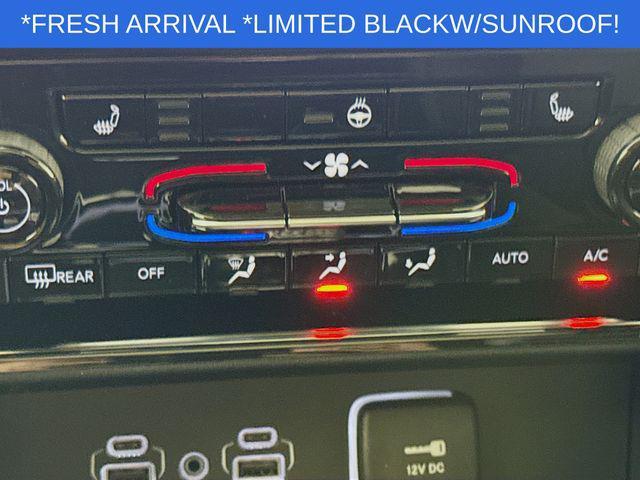 *FRESH ARRIVAL *LIMITED BLACKW/SUNROOF!
REAR
OFF
AUTO
A/C
12V DC